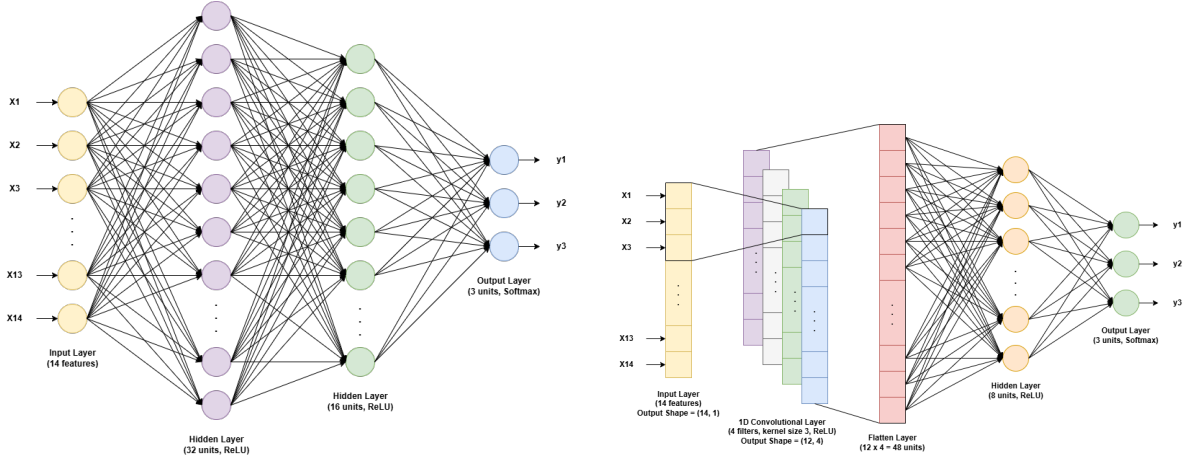 X1
X2
X3
X13
X14
Input Layer
(14 features)
Hidden Layer
(32 units, ReLU)
Hidden Layer
(16 units, ReLU)
y1
y2
y3
Output Layer
(3 units, Softmax)
X1
X2
X3
X13
X14
Input Layer
(14 features)
Output Shape = (14, 1)
1D Convolutional Layer
(4 filters, kernel size 3, ReLU)
Output Shape = (12, 4)
Flatten Layer
(12 x 4 = 48 units)
Hidden Layer
(8 units, ReLU)
y1
y2
y3
Output Layer
(3 units, Softmax)